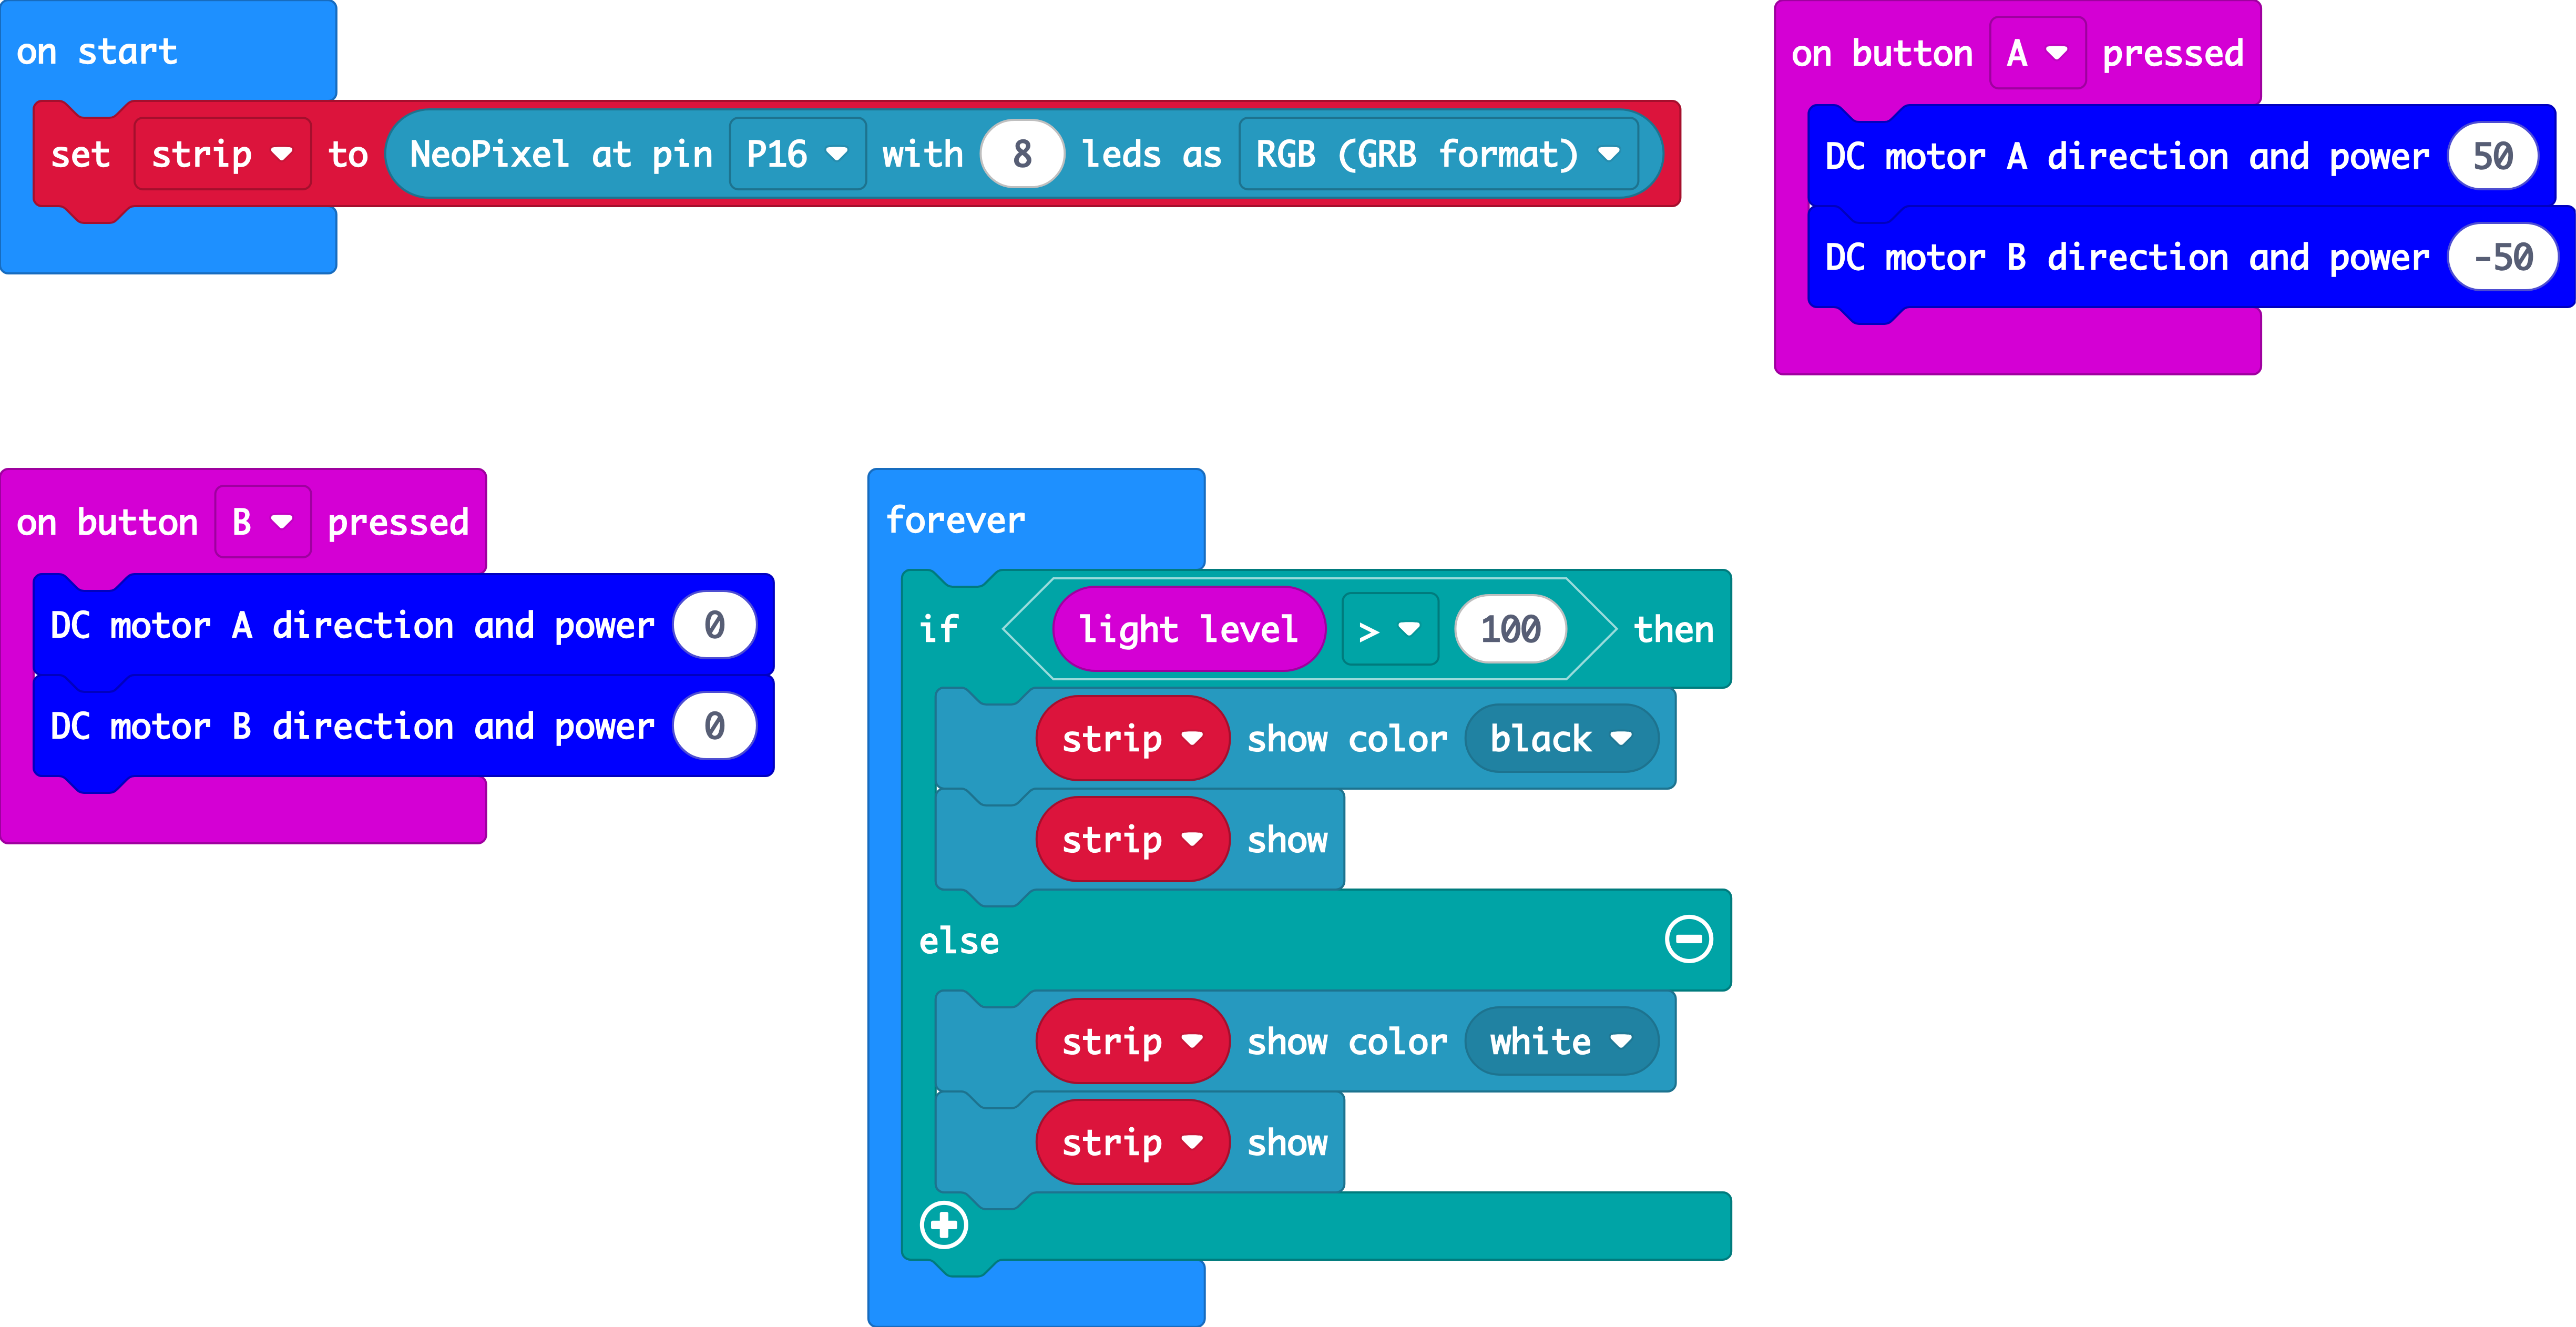 on start
set strip to NeoPixel at pin P16 with 8 leds as RGB (GRB format)
on button A pressed
DC motor A direction and power 50
DC motor B direction and power -50
on button B pressed
DC motor A direction and power 0
DC motor B direction and power 0
forever
if light level > 100 then
strip show color black
strip show
else
strip show color white
strip show